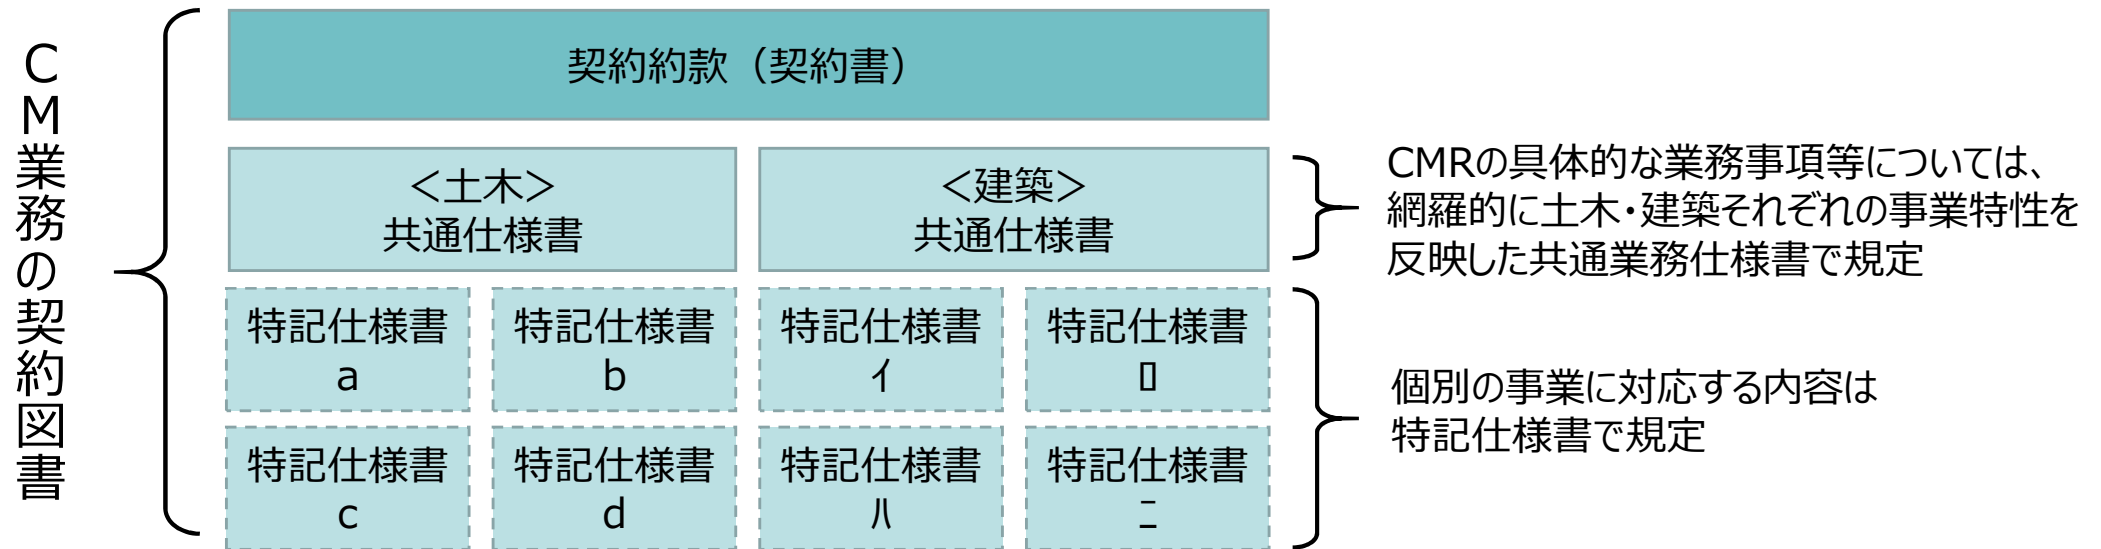 CM業務の契約図書
契約約款（契約書）
＜土木＞
共通仕様書
＜建築＞
共通仕様書
CMRの具体的な業務事項等については、
網羅的に土木・建築それぞれの事業特性を
反映した共通業務仕様書で規定
特記仕様書
a
特記仕様書
b
特記仕様書
ｲ
特記仕様書
ﾛ
特記仕様書
c
特記仕様書
d
特記仕様書
ﾊ
特記仕様書
ﾆ
個別の事業に対応する内容は
特記仕様書で規定